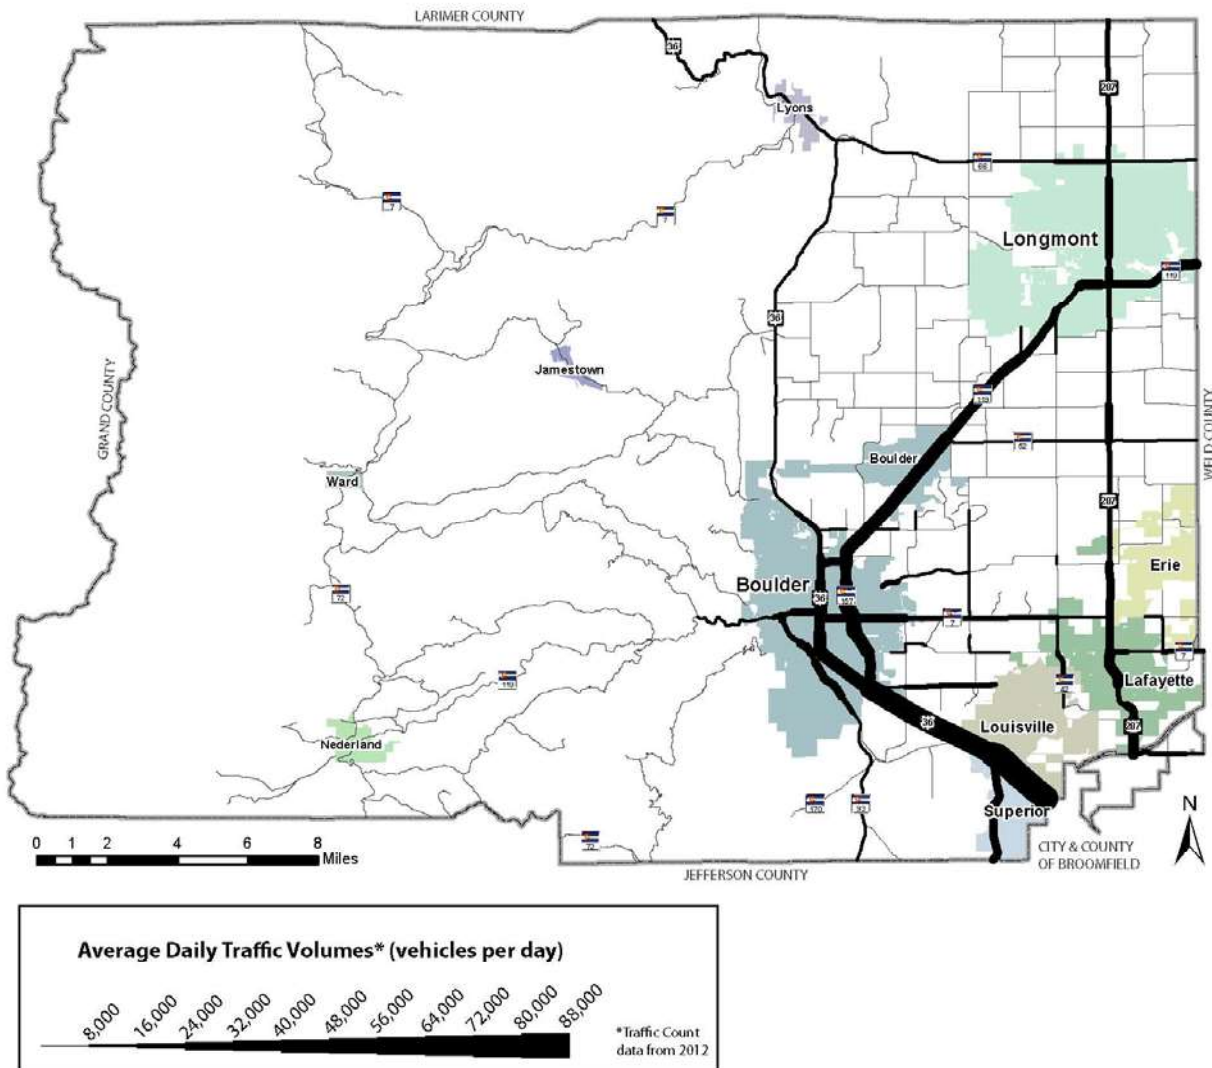 LARIMER COUNTY
36
287
Lyons
66
7
7
Longmont
119
36
GRAND COUNTY
Jamestown
119
WELD COUNTY
52
Boulder
Ward
287
Erie
Boulder
72
36
157
7
7
Lafayette
119
42
36
Louisville
287
Nederland
Superior
170
93
N
72
0 1 2 4 6 8
Miles
CITY & COUNTY
OF BROOMFIELD
JEFFERSON COUNTY
Average Daily Traffic Volumes* (vehicles per day)
8,000 16,000 24,000 32,000 40,000 48,000 56,000 64,000 72,000 80,000 88,000
*Traffic Count
data from 2012